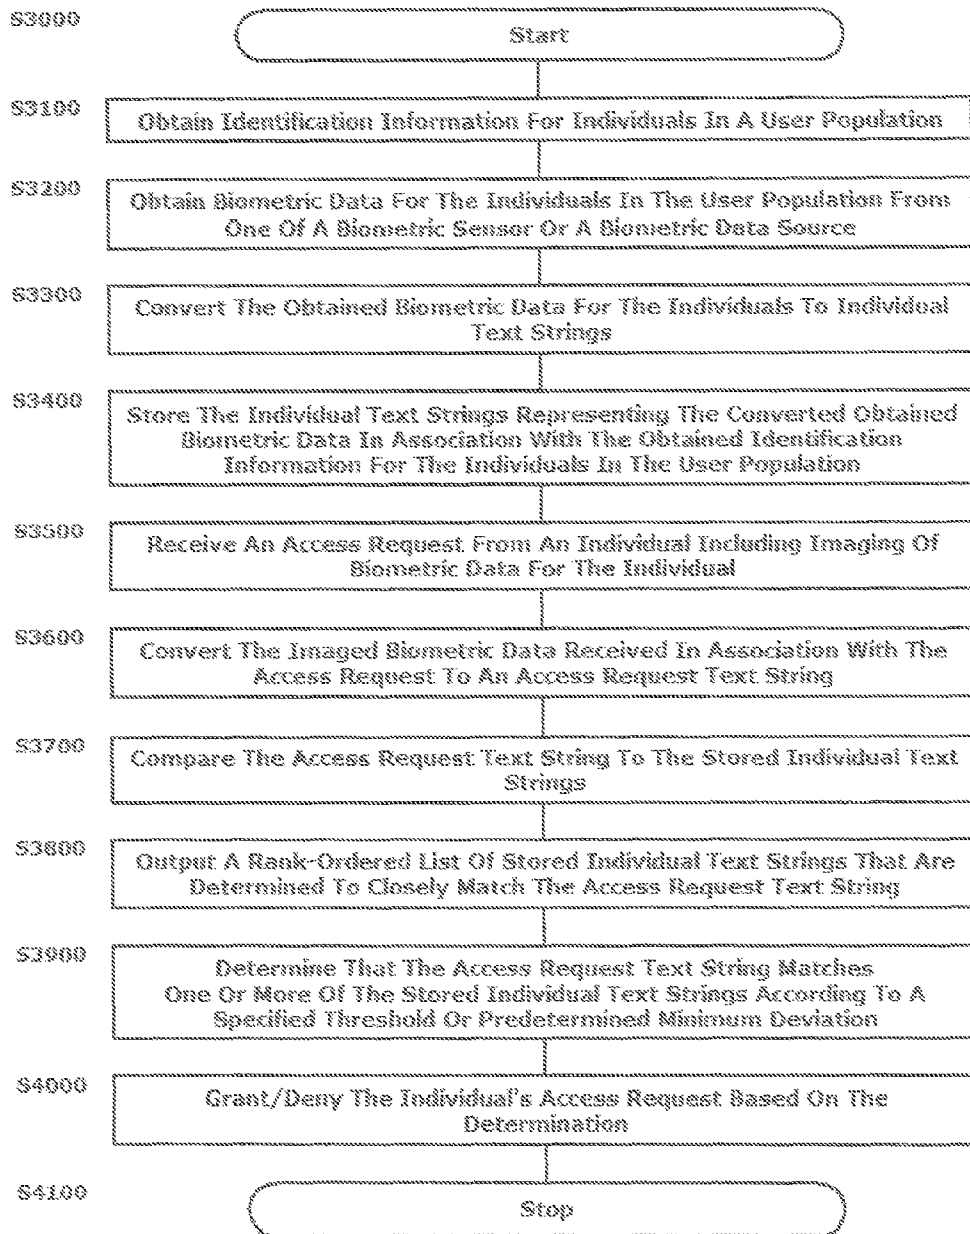 S3000
Start
S3100
Obtain Identification Information For Individuals In A User Population
S3200
Obtain Biometric Data For The Individuals In The User Population From
One Of A Biometric Sensor Or A Biometric Data Source
S3300
Convert The Obtained Biometric Data For The Individuals To Individual
Text Strings
S3400
Store The Individual Text Strings Representing The Converted Obtained
Biometric Data In Association With The Obtained Identification
Information For The Individuals In The User Population
S3500
Receive An Access Request From An Individual Including Imaging Of
Biometric Data For The Individual
S3600
Convert The Imaged Biometric Data Received In Association With The
Access Request To An Access Request Text String
S3700
Compare The Access Request Text String To The Stored Individual Text
Strings
S3800
Output A Rank-Ordered List Of Stored Individual Text Strings That Are
Determined To Closely Match The Access Request Text String
S3900
Determine That The Access Request Text String Matches
One Or More Of The Stored Individual Text Strings According To A
Specified Threshold Or Predetermined Minimum Deviation
S4000
Grant/Deny The Individual's Access Request Based On The
Determination
S4100
Stop